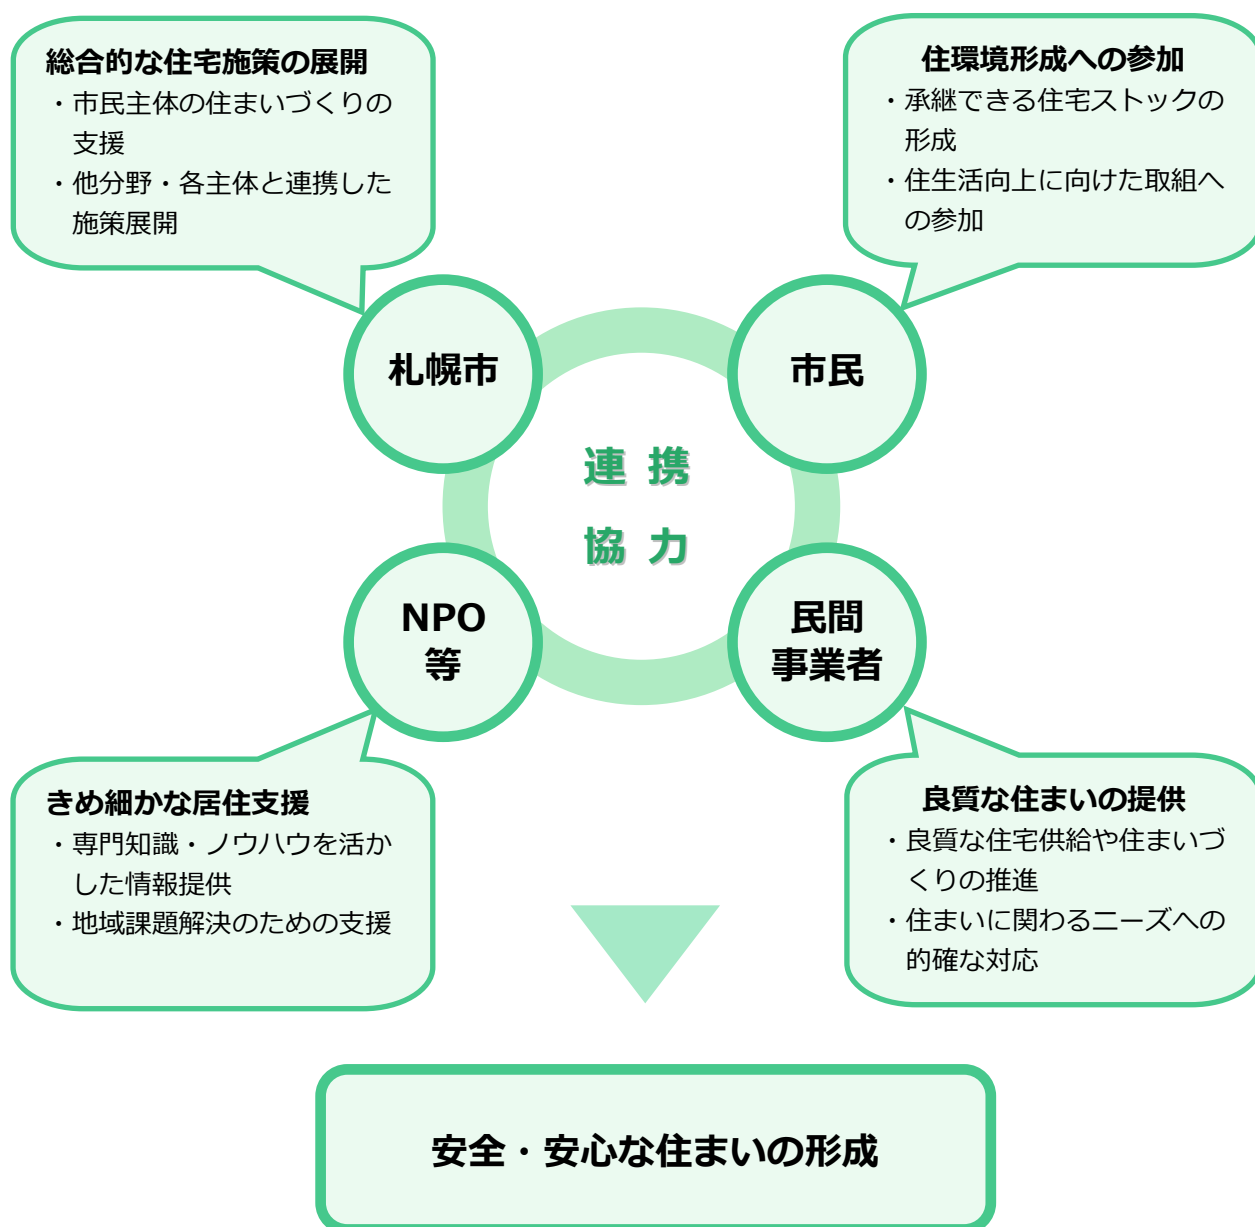 総合的な住宅施策の展開
・市民主体の住まいづくりの
支援
・他分野・各主体と連携した
施策展開
住環境形成への参加
・承継できる住宅ストックの
形成
・住生活向上に向けた取組へ
の参加
札幌市
市民
連携
協力
NPO
等
民間
事業者
きめ細かな居住支援
・専門知識・ノウハウを活か
した情報提供
・地域課題解決のための支援
良質な住まいの提供
・良質な住宅供給や住まいづ
くりの推進
・住まいに関わるニーズへの
的確な対応
安全・安心な住まいの形成